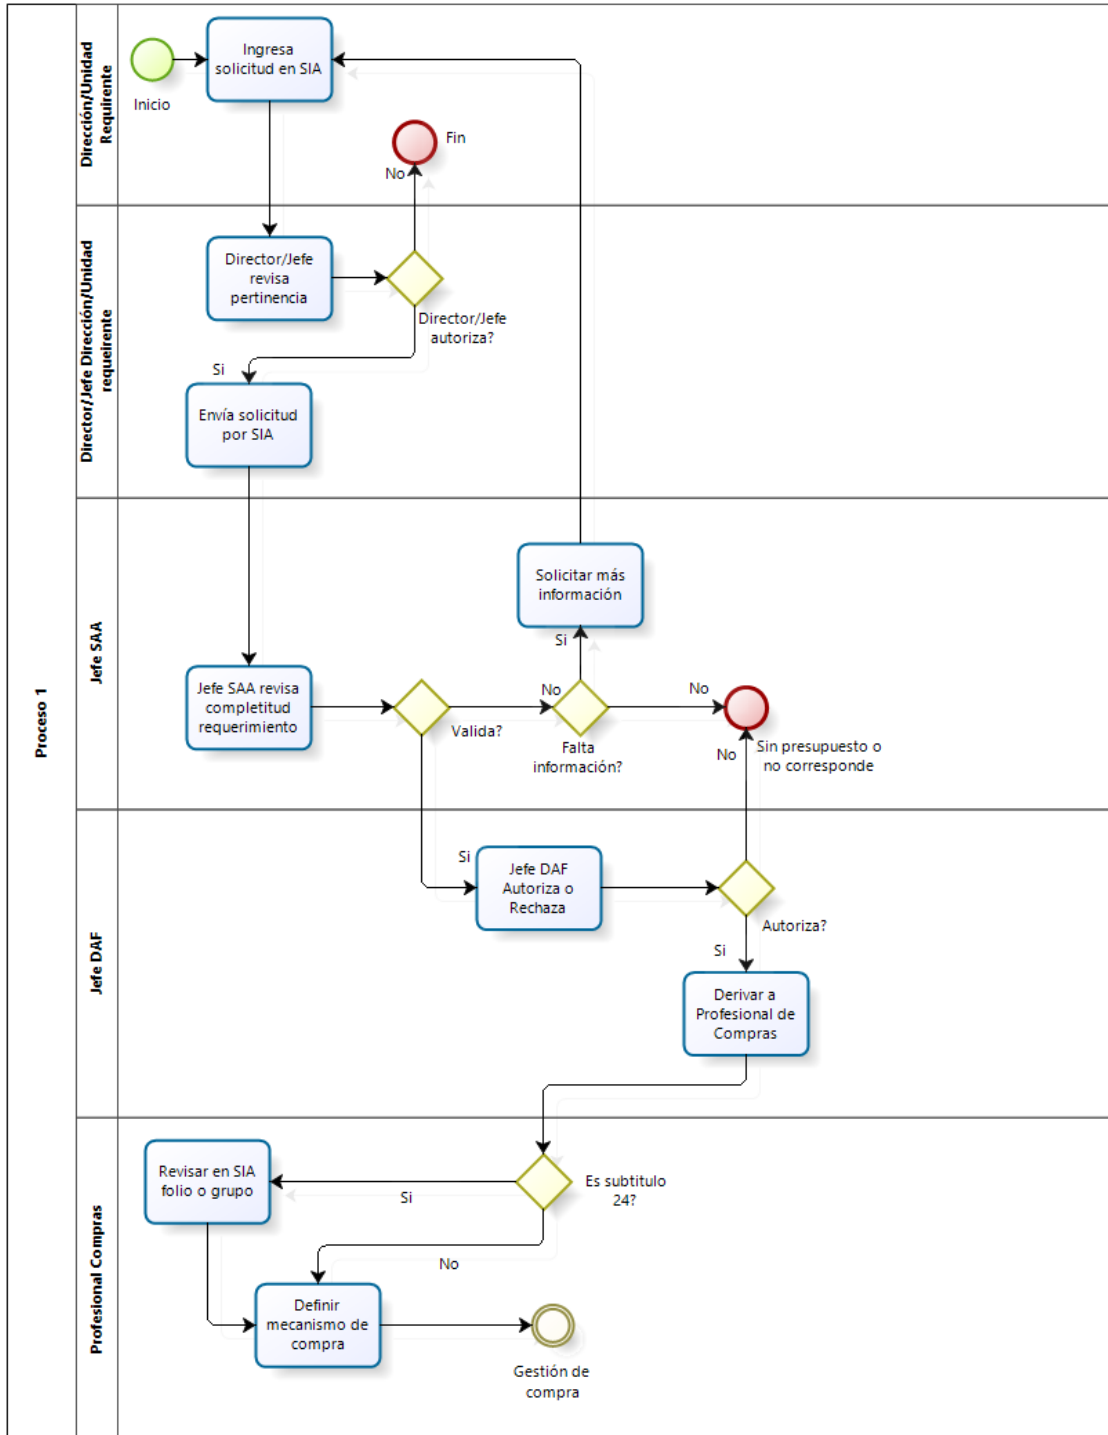 Proceso 1
Dirección/Unidad
Requirente
Inicio
Ingresa
solicitud en SIA
Fin
No
Director/Jefe Dirección/Unidad
requeirente
Director/Jefe
revisa
pertinencia
Director/Jefe
autoriza?
Si
Envía solicitud
por SIA
Jefe SAA
Solicitar más
información
Si
Jefe SAA revisa
completitud
requerimiento
Valida?
No
Falta
información?
No
Sin presupuesto o
no corresponde
No
Jefe DAF
Si
Jefe DAF
Autoriza o
Rechaza
Autoriza?
Si
Derivar a
Profesional de
Compras
Profesional Compras
Revisar en SIA
folio o grupo
Si
Es subtitulo
24?
No
Definir
mecanismo de
compra
Gestión de
compra